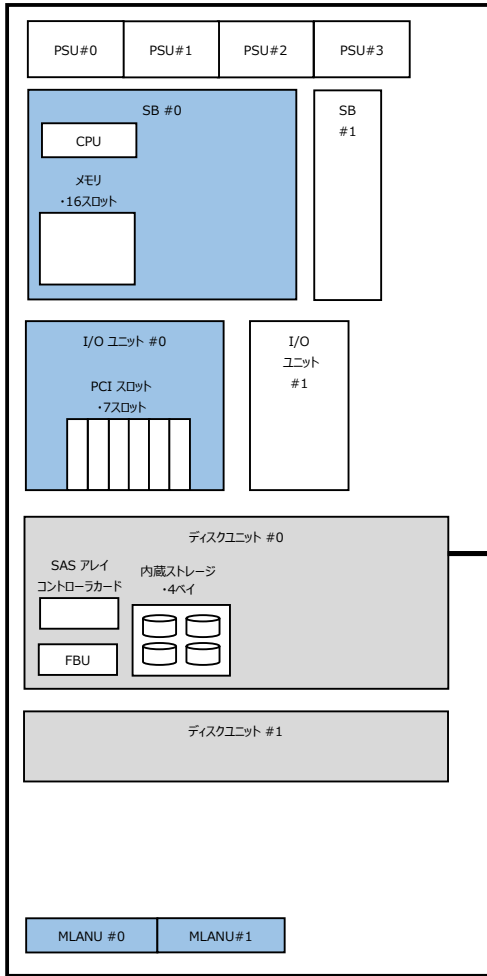 PSU#0
PSU#1
PSU#2
PSU#3
SB #0
CPU
メモリ
・16スロット
SB
#1
I/O ユニット #0
PCI スロット
・7スロット
I/O
ユニット
#1
ディスクユニット #0
SAS アレイ
コントローラカード
FBU
内蔵ストレージ
・4ベイ
ディスクユニット #1
MLANU #0
MLANU#1